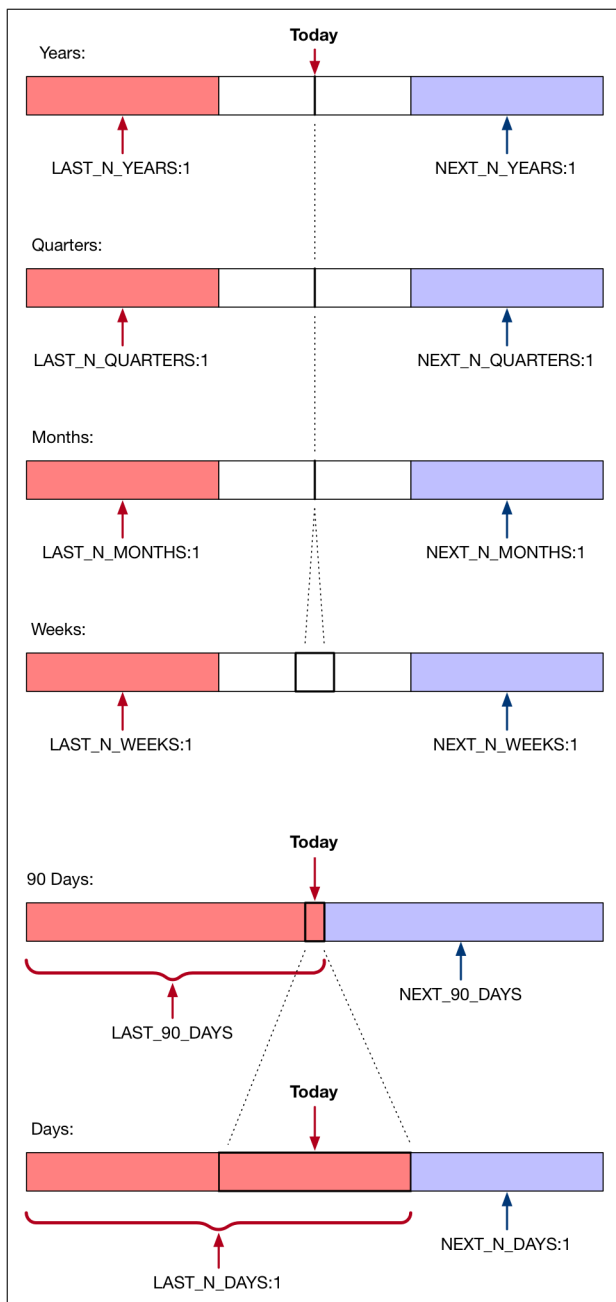 Today
Years:
LAST_N_YEARS:1
NEXT_N_YEARS:1
Quarters:
LAST_N_QUARTERS:1
NEXT_N_QUARTERS:1
Months:
LAST_N_MONTHS:1
NEXT_N_MONTHS:1
Weeks:
LAST_N_WEEKS:1
NEXT_N_WEEKS:1
Today
90 Days:
NEXT_90_DAYS
LAST_90_DAYS
Today
Days:
NEXT_N_DAYS:1
LAST_N_DAYS:1